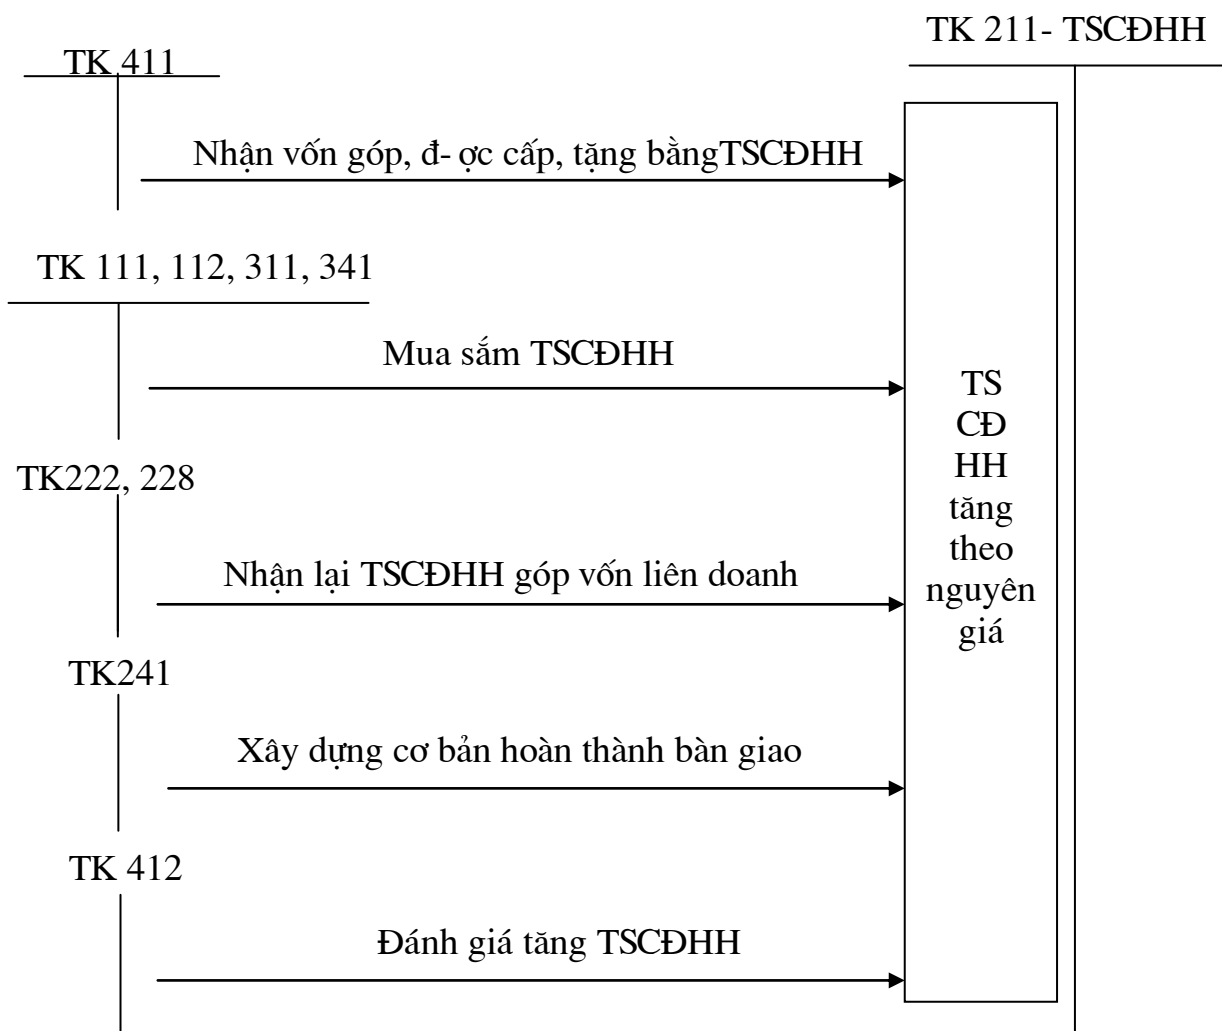 TK 211- TSCĐHH
TK 411
Nhận vốn góp, đ- ợc cấp, tặng bằngTSCĐHH
TK 111, 112, 311, 341
Mua sắm TSCĐHH
TS
CĐ
HH
tăng
theo
nguyên
giá
TK222, 228
Nhận lại TSCĐHH góp vốn liên doanh
TK241
Xây dựng cơ bản hoàn thành bàn giao
TK 412
Đánh giá tăng TSCĐHH